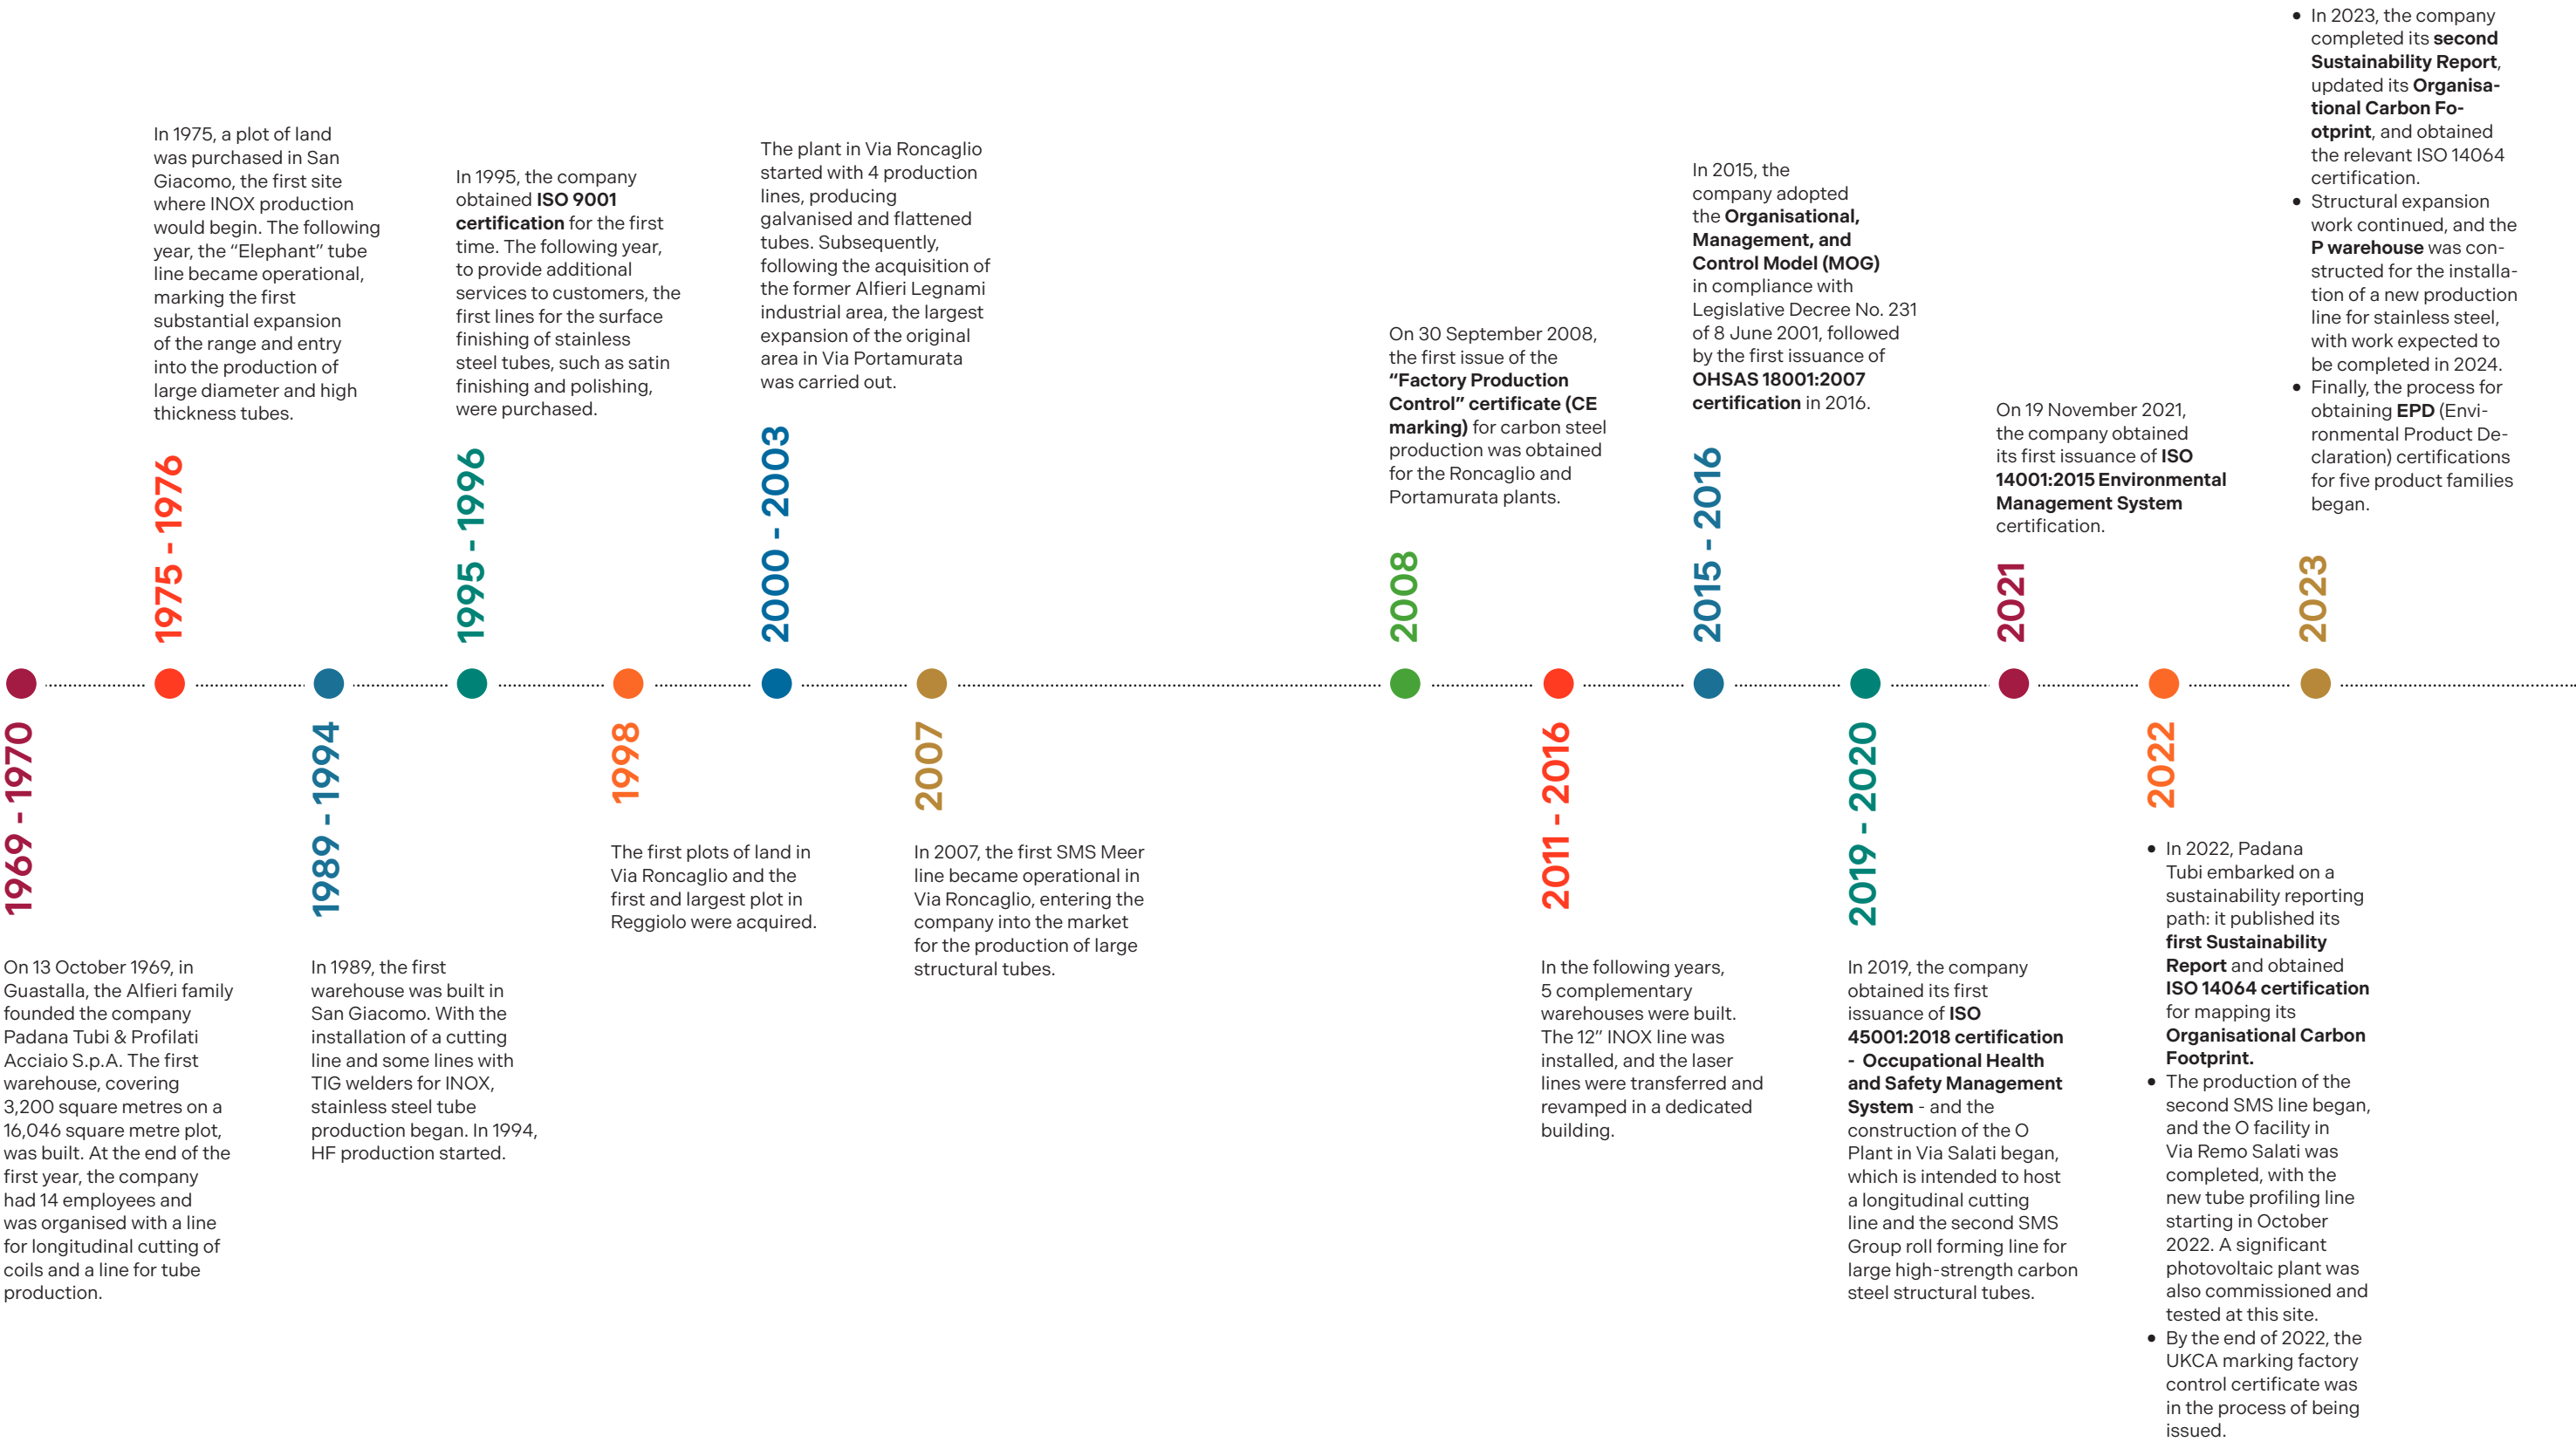 1969 - 1970
On 13 October 1969, in
Guastalla, the Alfieri family
founded the company
Padana Tubi & Profilati
Acciaio S.p.A. The first
warehouse, covering
3,200 square metres on a
16,046 square metre plot,
was built. At the end of the
first year, the company
had 14 employees and
was organised with a line
for longitudinal cutting of
coils and a line for tube
production.
In 1975, a plot of land
was purchased in San
Giacomo, the first site
where INOX production
would begin. The following
year, the “Elephant” tube
line became operational,
marking the first
substantial expansion
of the range and entry
into the production of
large diameter and high
thickness tubes.
1975 - 1976
1989 - 1994
In 1989, the first
warehouse was built in
San Giacomo. With the
installation of a cutting
line and some lines with
TIG welders for INOX,
stainless steel tube
production began. In 1994,
HF production started.
In 1995, the company
obtained ISO 9001
certification for the first
time. The following year,
to provide additional
services to customers, the
first lines for the surface
finishing of stainless
steel tubes, such as satin
finishing and polishing,
were purchased.
1995 - 1996
1998
The first plots of land in
Via Roncaglio and the
first and largest plot in
Reggiolo were acquired.
The plant in Via Roncaglio
started with 4 production
lines, producing
galvanised and flattened
tubes. Subsequently,
following the acquisition of
the former Alfieri Legnami
industrial area, the largest
expansion of the original
area in Via Portamurata
was carried out.
2000 - 2003
2007
In 2007, the first SMS Meer
line became operational in
Via Roncaglio, entering the
company into the market
for the production of large
structural tubes.
On 30 September 2008,
the first issue of the
“Factory Production
Control” certificate (CE
marking) for carbon steel
production was obtained
for the Roncaglio and
Portamurata plants.
2008
2011 - 2016
In the following years,
5 complementary
warehouses were built.
The 12” INOX line was
installed, and the laser
lines were transferred and
revamped in a dedicated
building.
In 2015, the
company adopted
the Organisational,
Management, and
Control Model (MOG)
in compliance with
Legislative Decree No. 231
of 8 June 2001, followed
by the first issuance of
OHSAS 18001:2007
certification in 2016.
2015 - 2016
2019 - 2020
In 2019, the company
obtained its first
issuance of ISO
45001:2018 certification
- Occupational Health
and Safety Management
System - and the
construction of the O
Plant in Via Salati began,
which is intended to host
a longitudinal cutting
line and the second SMS
Group roll forming line for
large high-strength carbon
steel structural tubes.
On 19 November 2021,
the company obtained
its first issuance of ISO
14001:2015 Environmental
Management System
certification.
2021
2022
• In 2022, Padana
Tubi embarked on a
sustainability reporting
path: it published its
first Sustainability
Report and obtained
ISO 14064 certification
for mapping its
Organisational Carbon
Footprint.
• The production of the
second SMS line began,
and the O facility in
Via Remo Salati was
completed, with the
new tube profiling line
starting in October
2022. A significant
photovoltaic plant was
also commissioned and
tested at this site.
• By the end of 2022, the
UKCA marking factory
control certificate was
in the process of being
issued.
• In 2023, the company
completed its second
Sustainability Report,
updated its Organisa-
tional Carbon Fo-
otprint, and obtained
the relevant ISO 14064
certification.
• Structural expansion
work continued, and the
P warehouse was con-
structed for the installa-
tion of a new production
line for stainless steel,
with work expected to
be completed in 2024.
• Finally, the process for
obtaining EPD (Envi-
ronmental Product De-
claration) certifications
for five product families
began.
2023